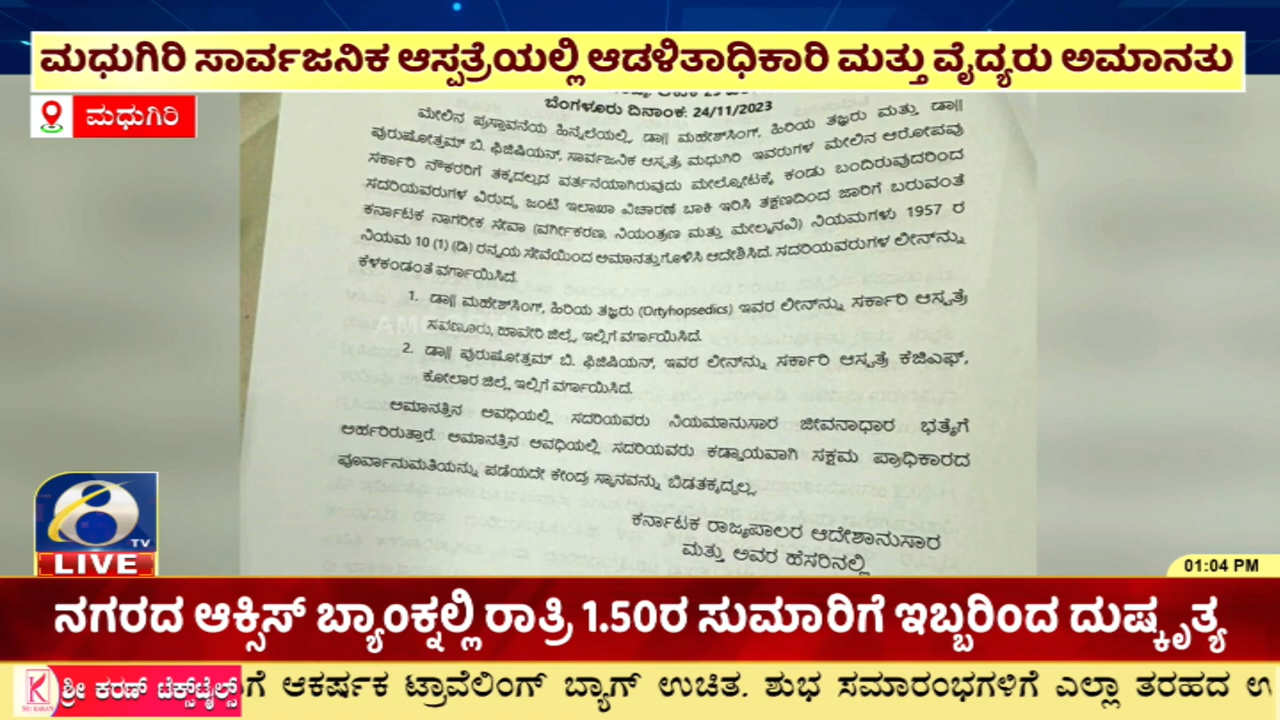 ಮಧುಗಿರಿ ಸಾರ್ವಜನಿಕ ಆಸ್ಪತ್ರೆಯಲ್ಲಿ ಆಡಳಿತಾಧಿಕಾರಿ ಮತ್ತು ವೈದ್ಯರು ಅಮಾನತು
ಮಧುಗಿರಿ
ಬೆಂಗಳೂರು ದಿನಾಂಕ: 24/11/2023
ಮೇಲಿನ ಪ್ರಸ್ತಾವನೆಯ ಹಿನ್ನೆಲೆಯಲ್ಲಿ, ಡಾ|| ಮಹೇಶ್‌ಸಿಂಗ್, ಹಿರಿಯ ತಜ್ಞರು ಮತ್ತು ಡಾ||
ಪುರುಷೋತ್ತಮ್ ಬಿ. ಫಿಜಿಷಿಯನ್, ಸಾರ್ವಜನಿಕ ಆಸ್ಪತ್ರೆ, ಮಧುಗಿರಿ ಇವರುಗಳ ಮೇಲಿನ ಆರೋಪವು
ಸರ್ಕಾರಿ ನೌಕರರಿಗೆ ತಕ್ಕದಲ್ಲದ ವರ್ತನೆಯಾಗಿರುವುದು ಮೇಲ್ನೋಟಕ್ಕೆ ಕಂಡು ಬಂದಿರುವುದರಿಂದ
ಸದರಿಯವರುಗಳ ವಿರುದ್ಧ ಜಂಟಿ ಇಲಾಖಾ ವಿಚಾರಣೆ ಬಾಕಿ ಇರಿಸಿ ತಕ್ಷಣದಿಂದ ಜಾರಿಗೆ ಬರುವಂತೆ
ಕರ್ನಾಟಕ ನಾಗರೀಕ ಸೇವಾ (ವರ್ಗೀಕರಣ, ನಿಯಂತ್ರಣ ಮತ್ತು ಮೇಲ್ಮನವಿ) ನಿಯಮಗಳು 1957 ರ
ನಿಯಮ 10 (1) (ಡಿ) ರನ್ವಯ ಸೇವೆಯಿಂದ ಅಮಾನತ್ತುಗೊಳಿಸಿ ಆದೇಶಿಸಿದೆ. ಸದರಿಯವರುಗಳ ಲೀನ್‌ನ್ನು
ಕೆಳಕಂಡಂತೆ ವರ್ಗಾಯಿಸಿದೆ.
1. ಡಾ|| ಮಹೇಶ್‌ಸಿಂಗ್, ಹಿರಿಯ ತಜ್ಞರು (Ortyhopsedics) ಇವರ ಲೀನ್‌ನ್ನು ಸರ್ಕಾರಿ ಆಸ್ಪತ್ರೆ
ಸವಣೂರು, ಹಾವೇರಿ ಜಿಲ್ಲೆ, ಇಲ್ಲಿಗೆ ವರ್ಗಾಯಿಸಿದೆ.
2. ಡಾ|| ಪುರುಷೋತ್ತಮ್ ಬಿ. ಫಿಜಿಷಿಯನ್, ಇವರ ಲೀನ್‌ನ್ನು ಸರ್ಕಾರಿ ಆಸ್ಪತ್ರೆ ಕೆಜಿಎಫ್,
ಕೋಲಾರ ಜಿಲ್ಲೆ ಇಲ್ಲಿಗೆ ವರ್ಗಾಯಿಸಿದೆ.
ಅಮಾನತ್ತಿನ ಅವಧಿಯಲ್ಲಿ ಸದರಿಯವರು ನಿಯಮಾನುಸಾರ ಜೀವನಾಧಾರ ಭತ್ಯೆಗೆ
ಅರ್ಹರಿರುತ್ತಾರೆ. ಅಮಾನತ್ತಿನ ಅವಧಿಯಲ್ಲಿ ಸದರಿಯವರು ಕಡ್ಡಾಯವಾಗಿ ಸಕ್ಷಮ ಪ್ರಾಧಿಕಾರದ
ಪೂರ್ವಾನುಮತಿಯನ್ನು ಪಡೆಯದೇ ಕೇಂದ್ರ ಸ್ಥಾನವನ್ನು ಬಿಡತಕ್ಕದ್ದಲ್ಲ.
ಕರ್ನಾಟಕ ರಾಜ್ಯಪಾಲರ ಆದೇಶಾನುಸಾರ
ಮತ್ತು ಅವರ ಹೆಸರಿನಲ್ಲಿ
8 TV
LIVE
01:04 PM
ನಗರದ ಆಕ್ಸಿಸ್ ಬ್ಯಾಂಕ್ನಲ್ಲಿ ರಾತ್ರಿ 1.50ರ ಸುಮಾರಿಗೆ ಇಬ್ಬರಿಂದ ದುಷ್ಕೃತ್ಯ
ಶ್ರೀ ಕರಣ್ ಟೆಕ್ಸ್‌ಟೈಲ್ಸ್ ಗೆ ಆಕರ್ಷಕ ಟ್ರಾವೆಲಿಂಗ್ ಬ್ಯಾಗ್ ಉಚಿತ. ಶುಭ ಸಮಾರಂಭಗಳಿಗೆ ಎಲ್ಲಾ ತರಹದ